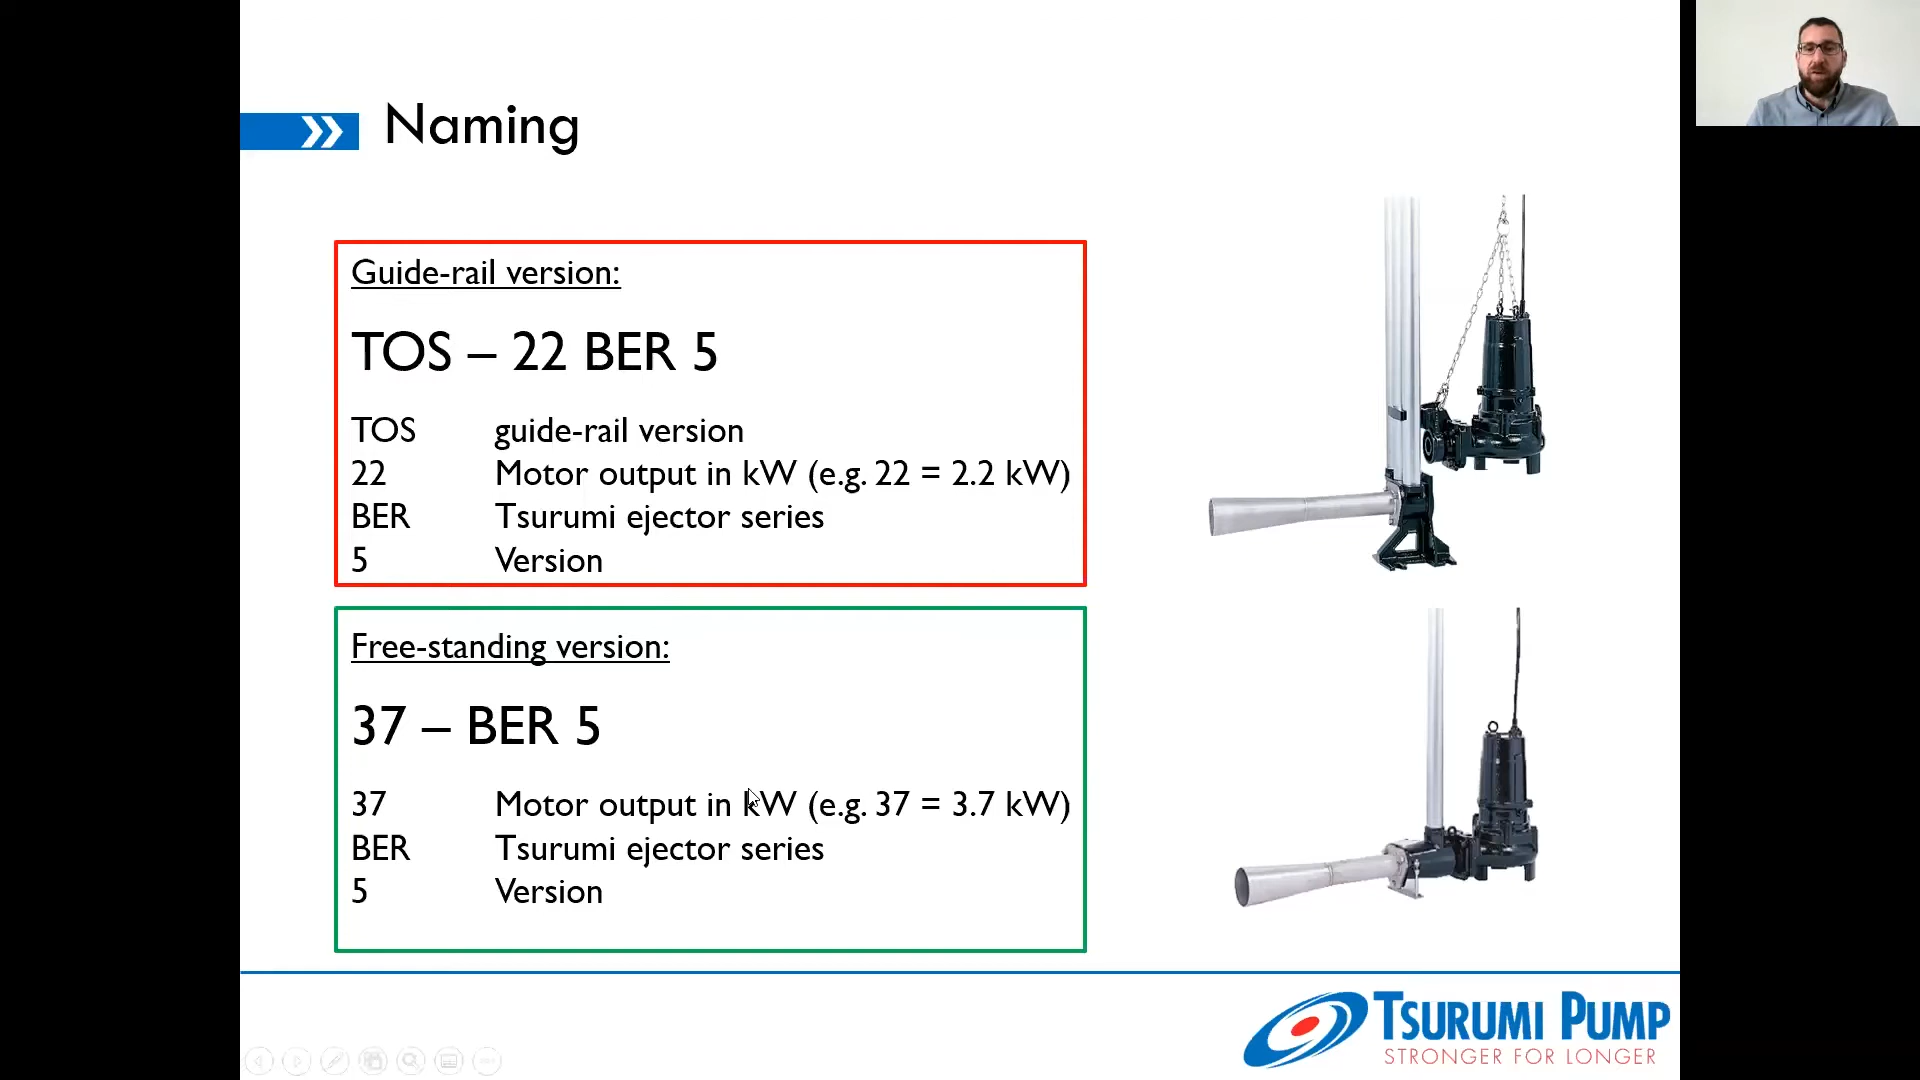 Naming
Guide-rail version:
TOS – 22 BER 5
TOS guide-rail version
22 Motor output in kW (e.g. 22 = 2.2 kW)
BER Tsurumi ejector series
5 Version
Free-standing version:
37 – BER 5
37 Motor output in kW (e.g. 37 = 3.7 kW)
BER Tsurumi ejector series
5 Version
TSURUMI PUMP
STRONGER FOR LONGER